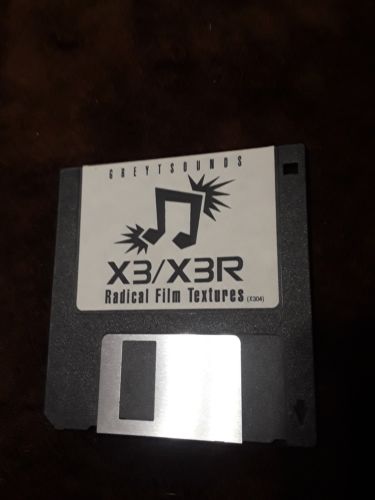 GREYTSOUNDS
X3/X3R
Radical Film Textures (X304)